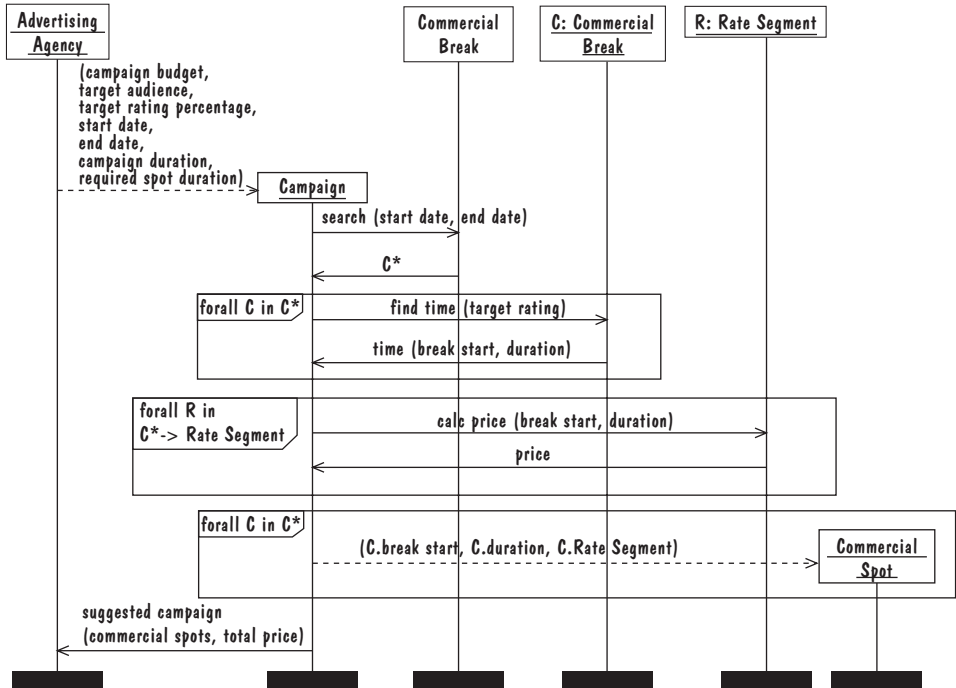 Advertising
Agency
Commercial
Break
C: Commercial
Break
R: Rate Segment
(campaign budget,
target audience,
target rating percentage,
start date,
end date,
campaign duration,
required spot duration)
Campaign
search (start date, end date)
C*
forall C in C*
find time (target rating)
time (break start, duration)
forall R in
C*-> Rate Segment
calc price (break start, duration)
price
forall C in C*
(C.break start, C.duration, C.Rate Segment)
Commercial
Spot
suggested campaign
(commercial spots, total price)